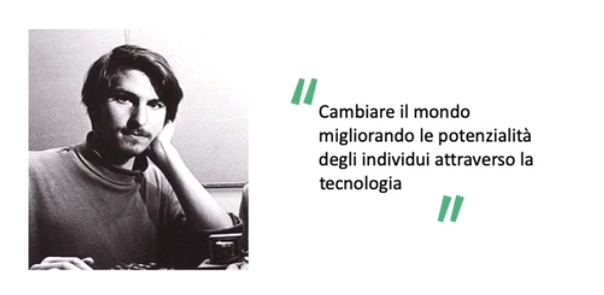 Cambiare il mondo
migliorando le potenzialità
degli individui attraverso la
tecnologia